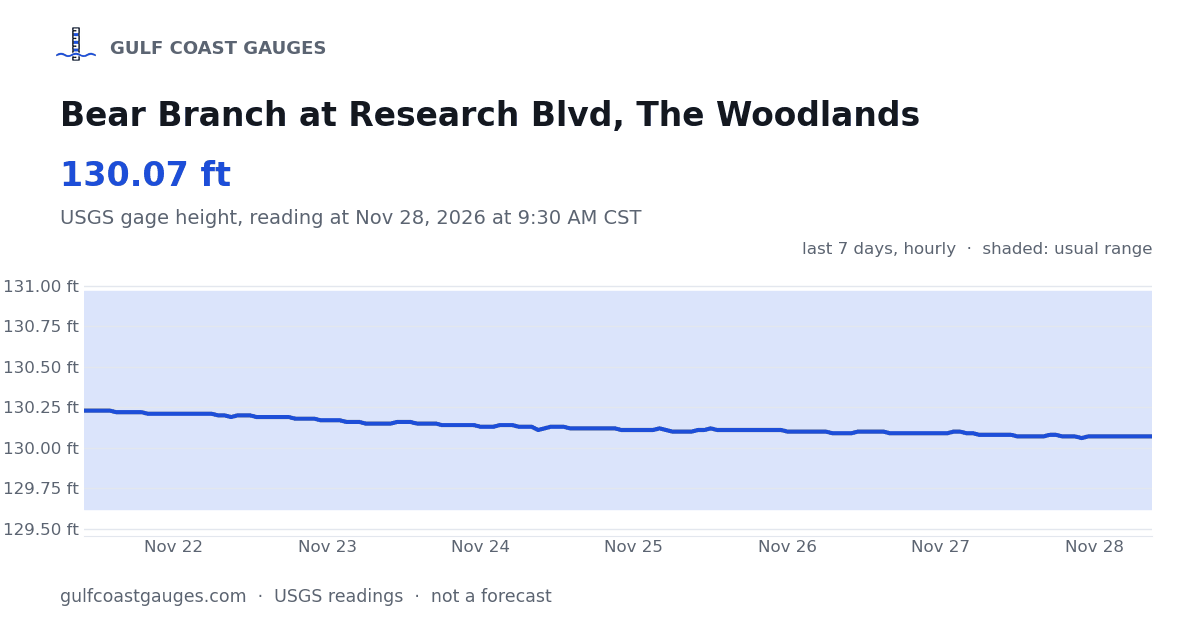 GULF COAST GAUGES
Bear Branch at Research Blvd, The Woodlands
130.07 ft
USGS gage height, reading at Nov 28, 2026 at 9:30 AM CST
last 7 days, hourly · shaded: usual range
131.00 ft
130.75 ft
130.50 ft
130.25 ft
130.00 ft
129.75 ft
129.50 ft
Nov 22 Nov 23 Nov 24 Nov 25 Nov 26 Nov 27 Nov 28
gulfcoastgauges.com · USGS readings · not a forecast